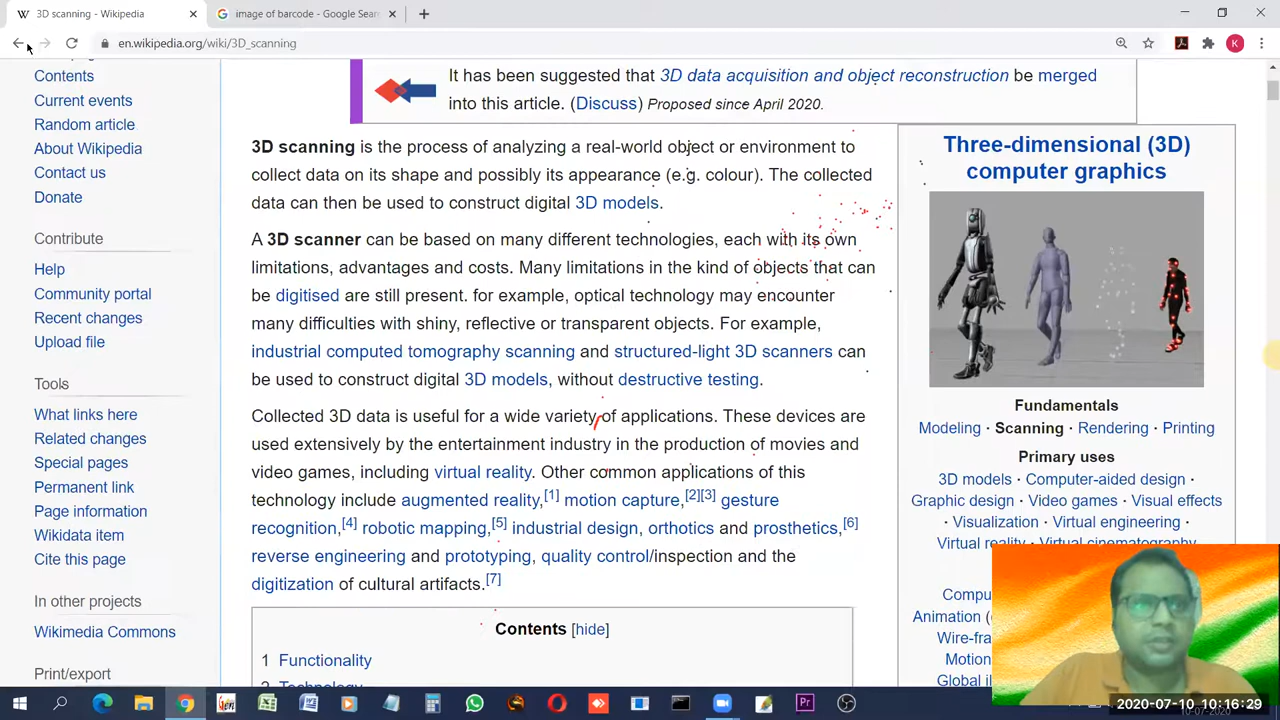 3D scanning - Wikipedia
image of barcode - Google Sear
en.wikipedia.org/wiki/3D_scanning
K
Contents
Current events
Random article
About Wikipedia
Contact us
Donate
Contribute
Help
Community portal
Recent changes
Upload file
Tools
What links here
Related changes
Special pages
Permanent link
Page information
Wikidata item
Cite this page
In other projects
Wikimedia Commons
Print/export
It has been suggested that 3D data acquisition and object reconstruction be merged
into this article. (Discuss) Proposed since April 2020.
3D scanning is the process of analyzing a real-world object or environment to
collect data on its shape and possibly its appearance (e.g. colour). The collected
data can then be used to construct digital 3D models.
A 3D scanner can be based on many different technologies, each with its own
limitations, advantages and costs. Many limitations in the kind of objects that can
be digitised are still present. for example, optical technology may encounter
many difficulties with shiny, reflective or transparent objects. For example,
industrial computed tomography scanning and structured-light 3D scanners can
be used to construct digital 3D models, without destructive testing.
Collected 3D data is useful for a wide variety of applications. These devices are
used extensively by the entertainment industry in the production of movies and
video games, including virtual reality. Other common applications of this
technology include augmented reality,[1] motion capture,[2][3] gesture
recognition,[4] robotic mapping,[5] industrial design, orthotics and prosthetics,[6]
reverse engineering and prototyping, quality control/inspection and the
digitization of cultural artifacts.[7]
Contents [hide]
1 Functionality
2 Technology
Three-dimensional (3D)
computer graphics
Fundamentals
Modeling · Scanning · Rendering · Printing
Primary uses
3D models · Computer-aided design ·
Graphic design · Video games · Visual effects
· Visualization · Virtual engineering ·
Virtual reality · Virtual cinematography
Animation
Wire-fra
Motion
Global il
Pr
2020-07-10 10:16:29